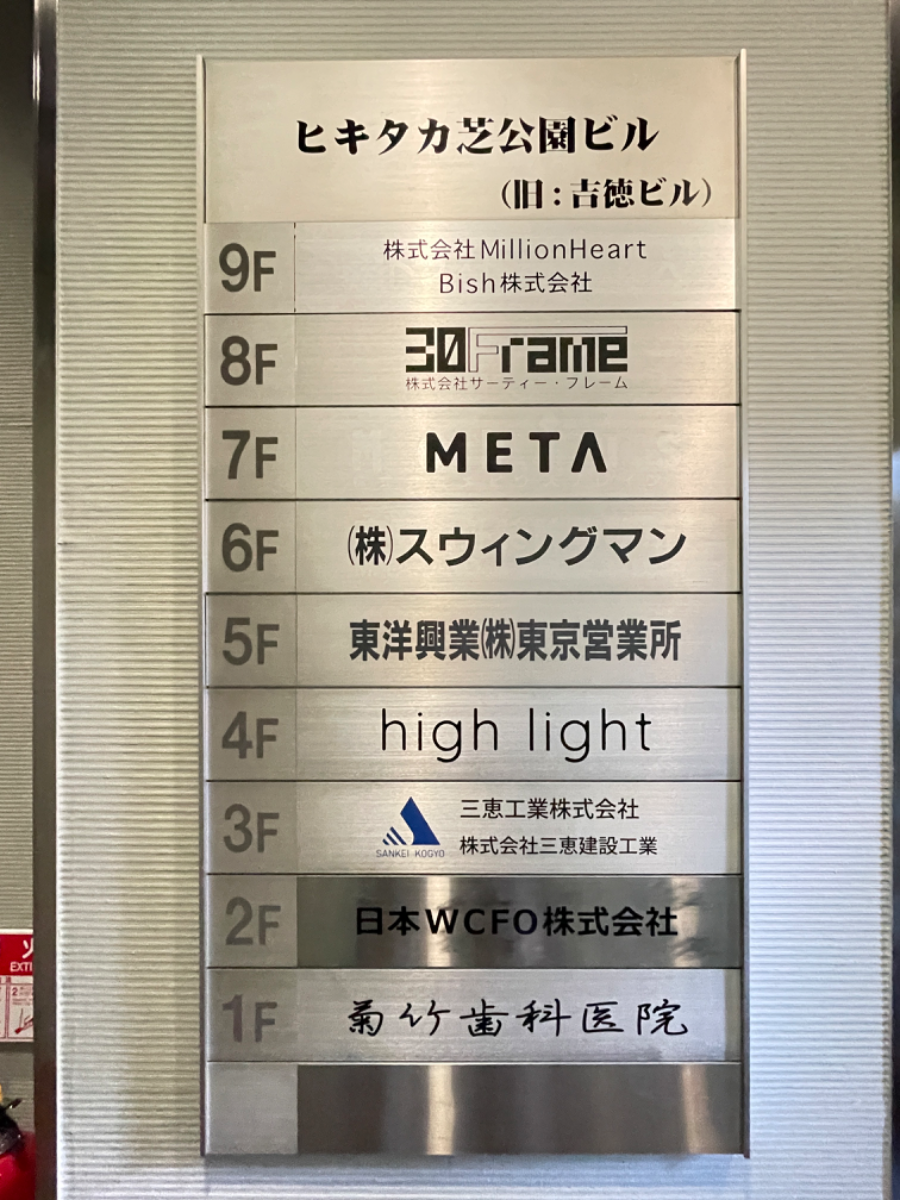 ヒキタカ芝公園ビル
(旧:吉徳ビル)
9F
株式会社MillionHeart
Bish株式会社
8F
30Frame
株式会社サーティー・フレーム
7F
META
6F
(株)スウィングマン
5F
東洋興業(株)東京営業所
4F
high light
3F
SANKEI KOGYO
三恵工業株式会社
株式会社三恵建設工業
2F
日本WCFO株式会社
1F
菊竹歯科医院
EXTI
2